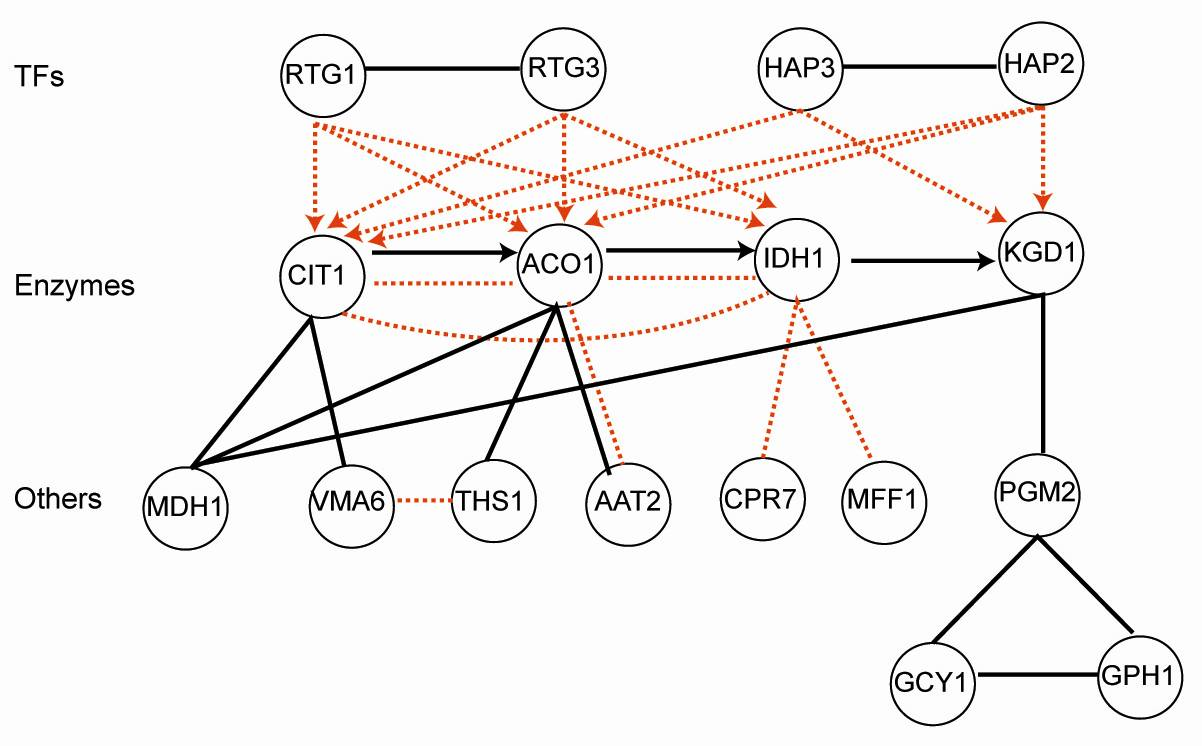 TFs
RTG1
RTG3
HAP3
HAP2
Enzymes
CIT1
ACO1
IDH1
KGD1
Others
MDH1
VMA6
THS1
AAT2
CPR7
MFF1
PGM2
GCY1
GPH1